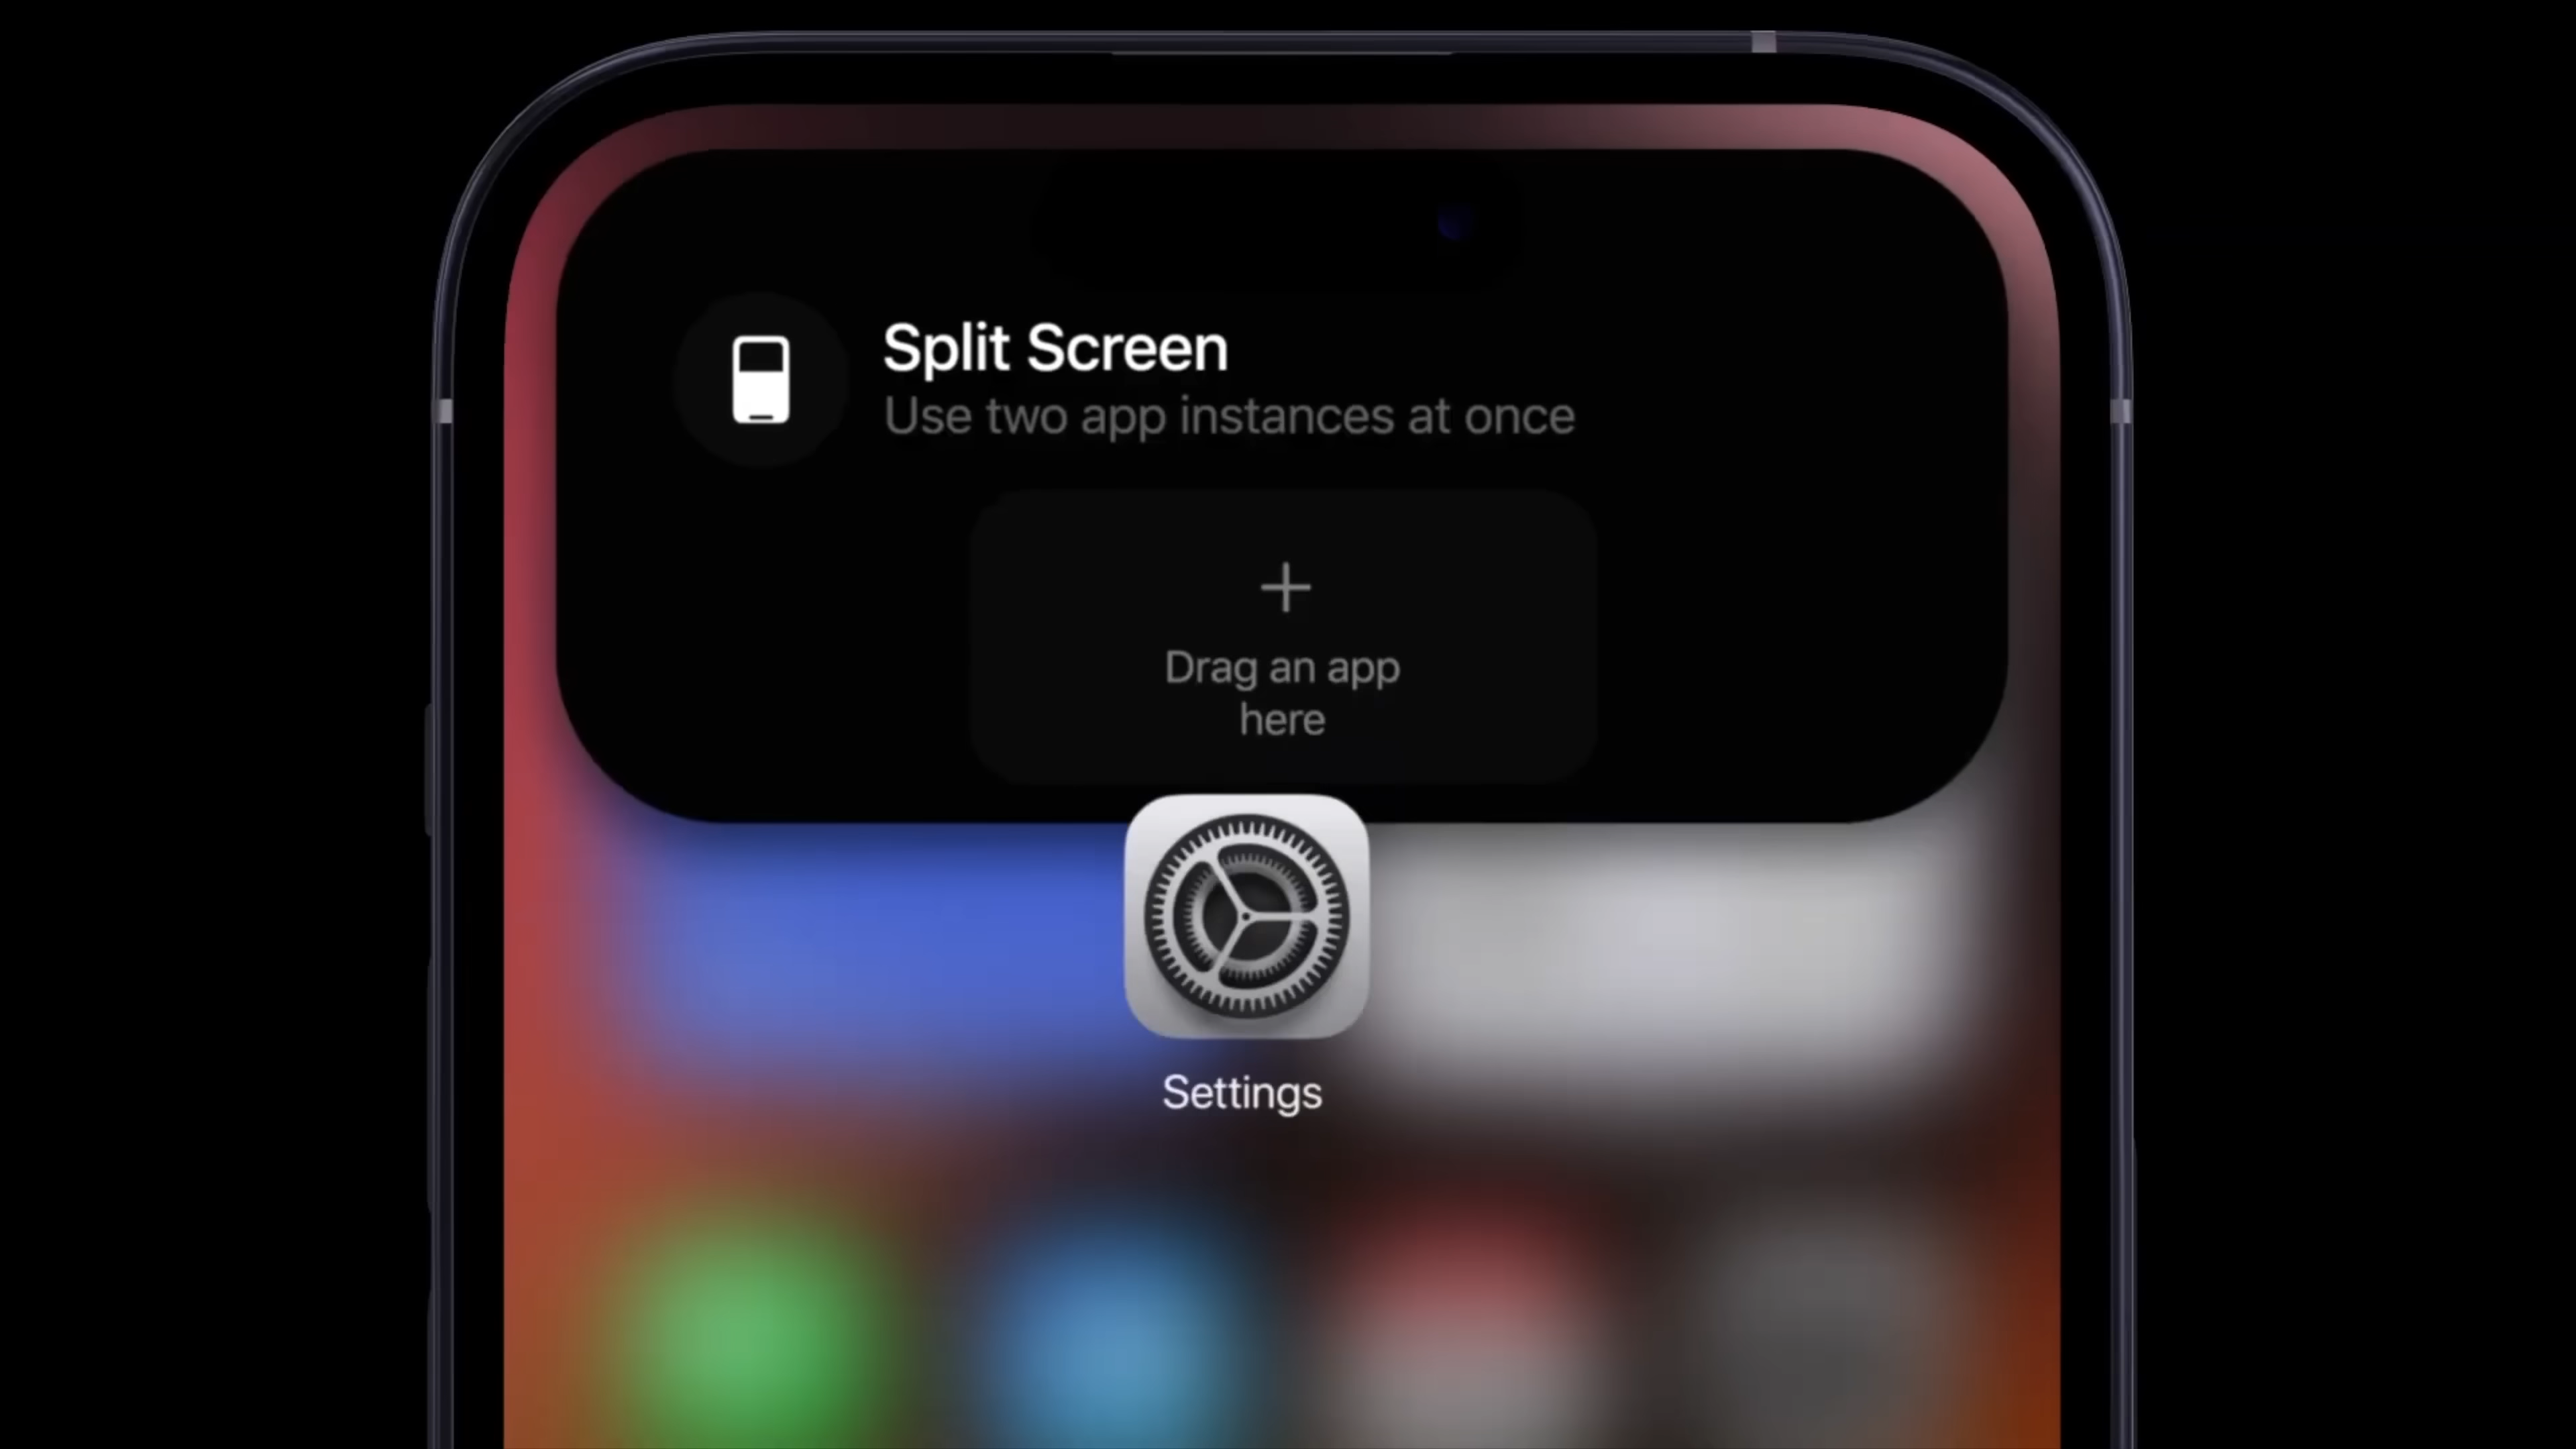 Split Screen
Use two app instances at once
Drag an app
here
Settings